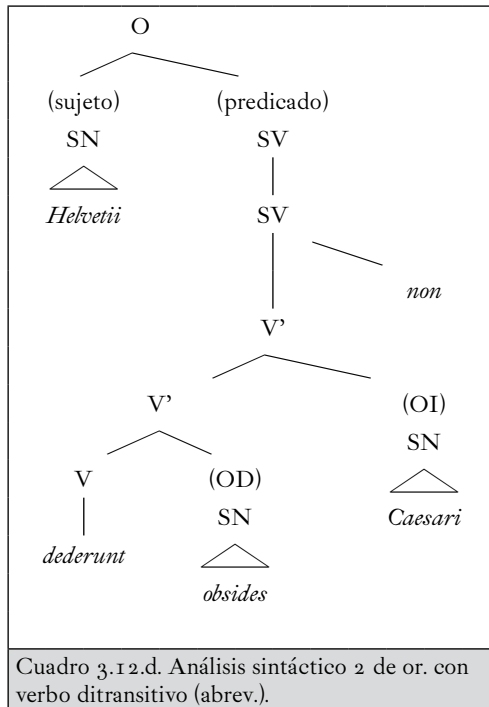 O
(sujeto) (predicado)
SN SV
Helvetii SV
non
V’
V’ (OI)
SN
V (OD) Caesari
SN
dederunt
obsides
Cuadro 3.12.d. Análisis sintáctico 2 de or. con
verbo ditransitivo (abrev.).